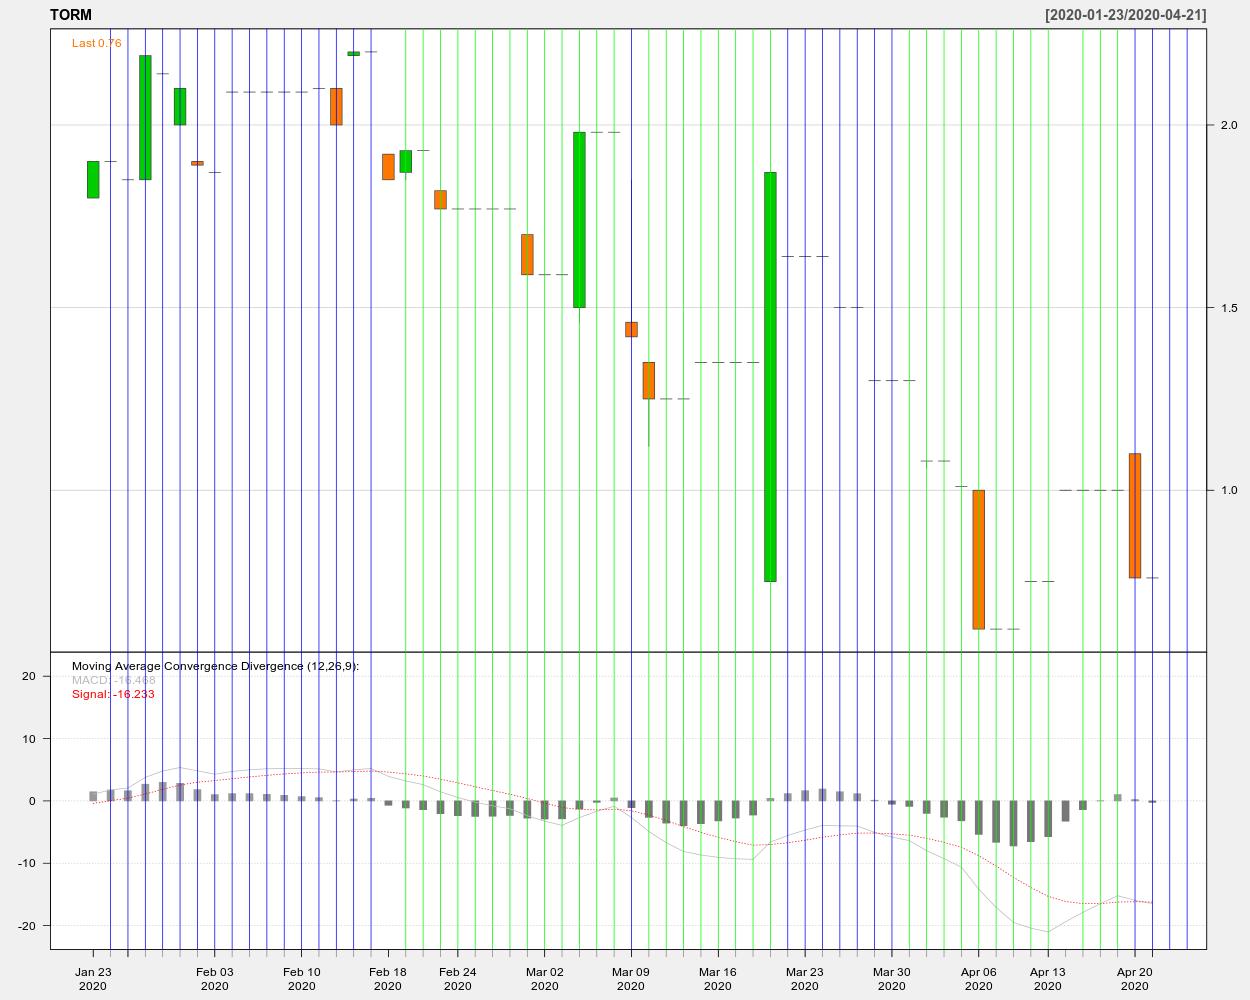 TORM [2020-01-23/2020-04-21]
Last 0.76
2.0
1.5
1.0
Moving Average Convergence Divergence (12,26,9):
MACD: -16.468
Signal: -16.233
20
10
0
-10
-20
Jan 23 Feb 03 Feb 10 Feb 18 Feb 24 Mar 02 Mar 09 Mar 16 Mar 23 Mar 30 Apr 06 Apr 13 Apr 20
2020 2020 2020 2020 2020 2020 2020 2020 2020 2020 2020 2020 2020